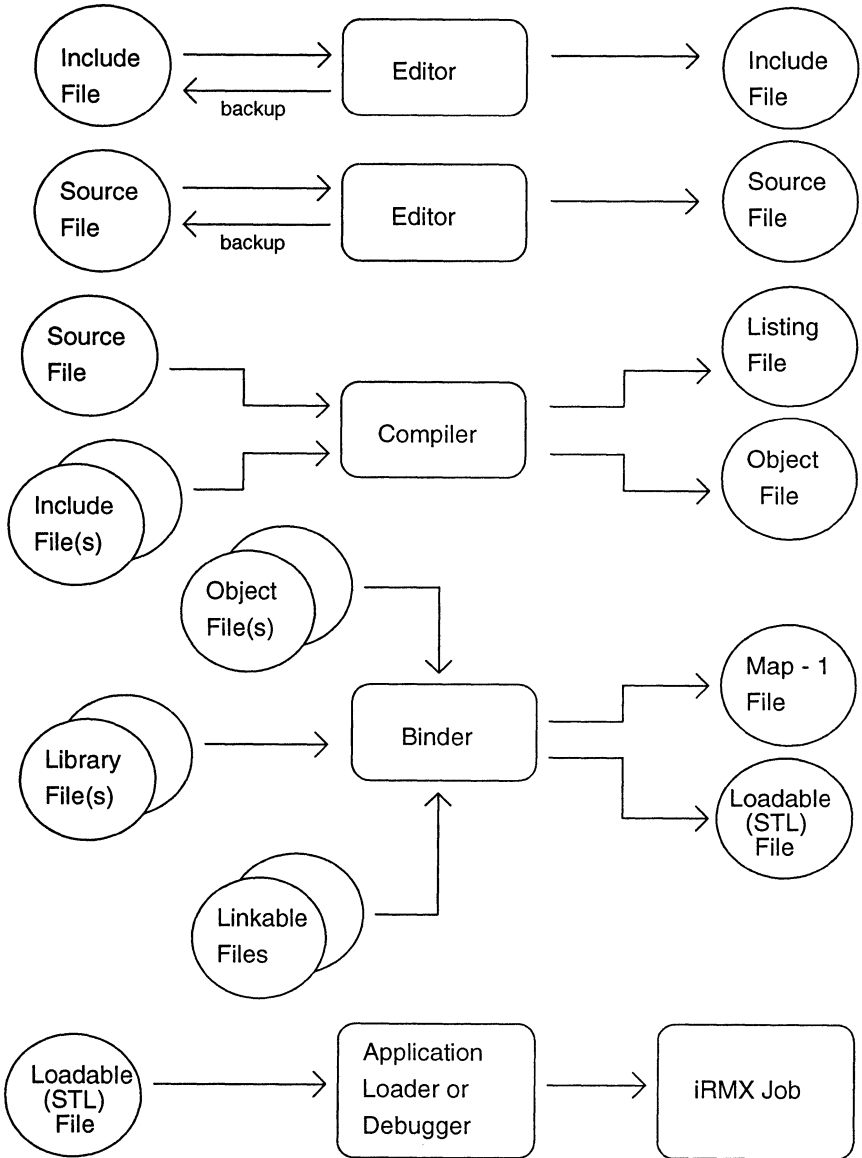 Include
File
backup
Editor
Include
File
Source
File
backup
Editor
Source
File
Source
File
Include
File(s)
Compiler
Listing
File
Object
File
Object
File(s)
Library
File(s)
Linkable
Files
Binder
Map - 1
File
Loadable
(STL)
File
Loadable
(STL)
File
Application
Loader or
Debugger
iRMX Job